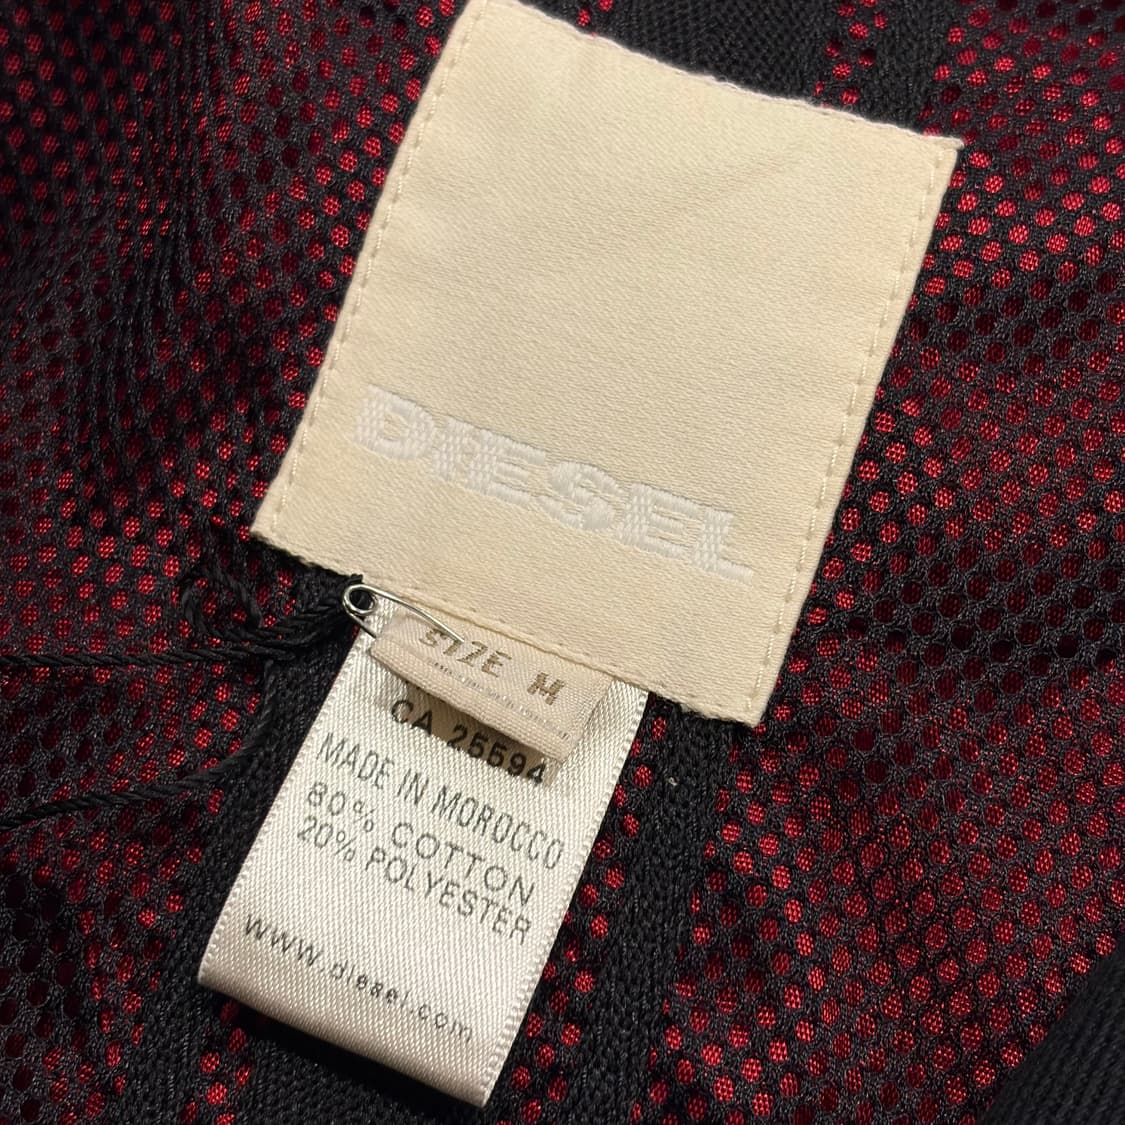 DIESEL
SIZE M
CA 25594
MADE IN MOROCCO
80% COTTON
20% POLYESTER
www.diesel.com